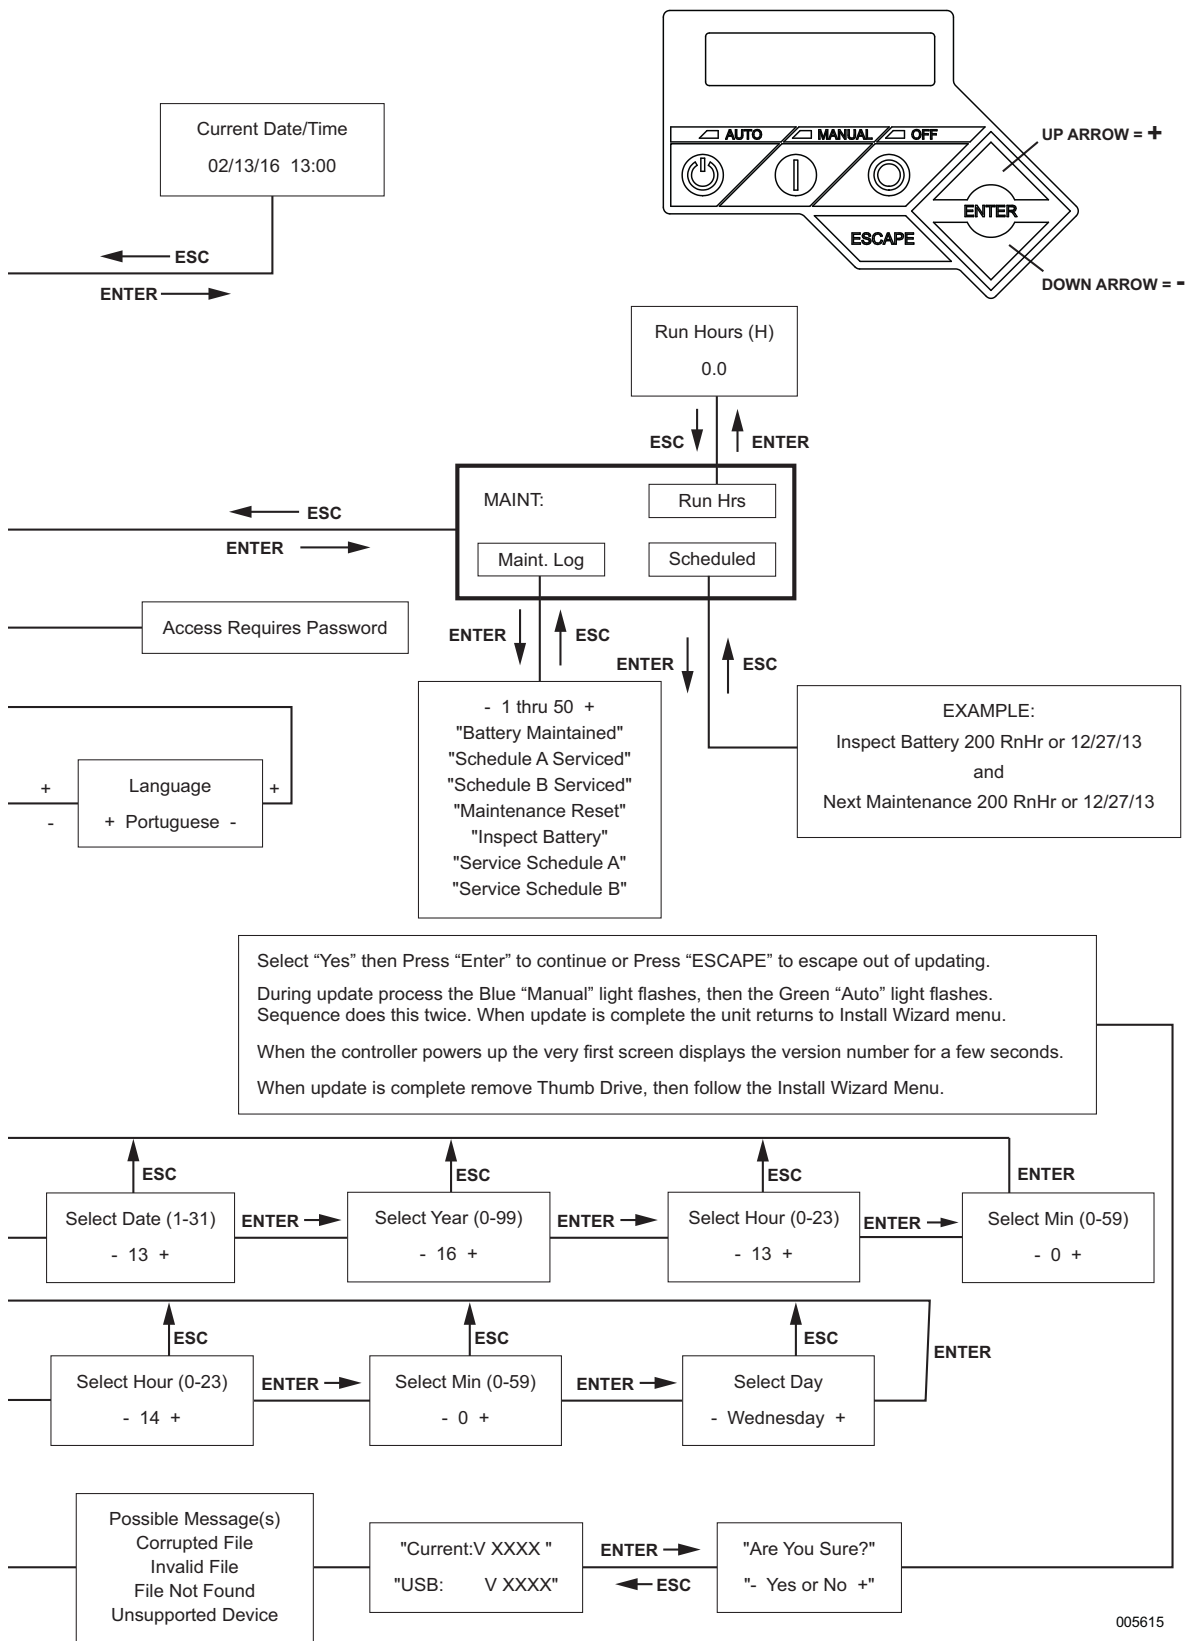 AUTO
MANUAL
OFF
UP ARROW = +
ENTER
ESCAPE
DOWN ARROW = -
Current Date/Time
02/13/16 13:00
ESC
ENTER
Run Hours (H)
0.0
ESC
ENTER
MAINT:
Run Hrs
Maint. Log
Scheduled
ESC
ENTER
Access Requires Password
ENTER
ESC
ENTER
ESC
- 1 thru 50 +
"Battery Maintained"
"Schedule A Serviced"
"Schedule B Serviced"
"Maintenance Reset"
"Inspect Battery"
"Service Schedule A"
"Service Schedule B"
EXAMPLE:
Inspect Battery 200 RnHr or 12/27/13
and
Next Maintenance 200 RnHr or 12/27/13
+
-
Language
+ Portuguese -
+
Select “Yes” then Press “Enter” to continue or Press “ESCAPE” to escape out of updating.
During update process the Blue “Manual” light flashes, then the Green “Auto” light flashes.
Sequence does this twice. When update is complete the unit returns to Install Wizard menu.
When the controller powers up the very first screen displays the version number for a few seconds.
When update is complete remove Thumb Drive, then follow the Install Wizard Menu.
ESC
ESC
ESC
ENTER
Select Date (1-31)
- 13 +
ENTER
Select Year (0-99)
- 16 +
ENTER
Select Hour (0-23)
- 13 +
ENTER
Select Min (0-59)
- 0 +
ESC
ESC
ESC
ENTER
Select Hour (0-23)
- 14 +
ENTER
Select Min (0-59)
- 0 +
ENTER
Select Day
- Wednesday +
Possible Message(s)
Corrupted File
Invalid File
File Not Found
Unsupported Device
"Current:V XXXX "
"USB: V XXXX"
ENTER
ESC
"Are You Sure?"
"- Yes or No +"
005615